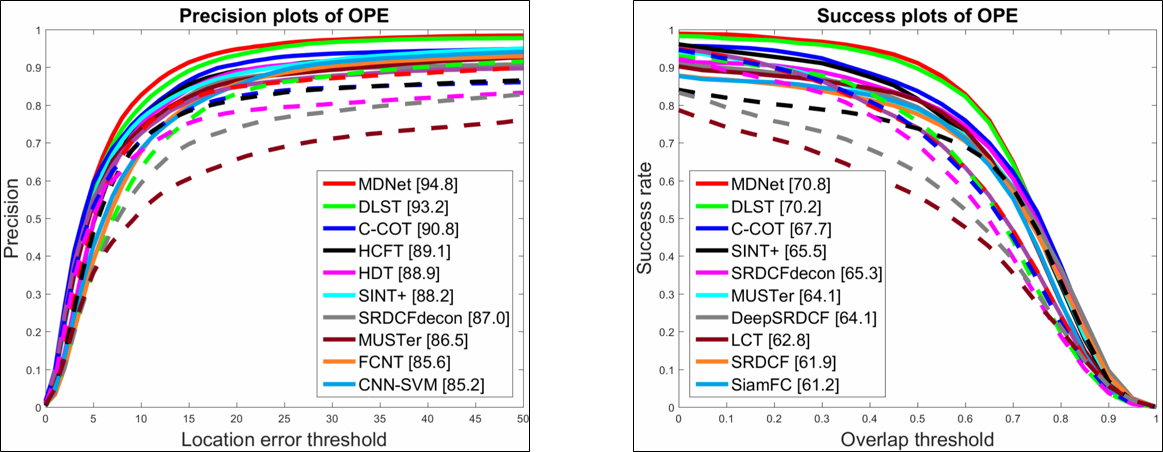 Precision plots of OPE
1
0.9
0.8
0.7
0.6
0.5
0.4
0.3
0.2
0.1
0
Precision
MDNet [94.8]
DLST [93.2]
C-COT [90.8]
HCFT [89.1]
HDT [88.9]
SINT+ [88.2]
SRDCFdecon [87.0]
MUSTer [86.5]
FCNT [85.6]
CNN-SVM [85.2]
0 5 10 15 20 25 30 35 40 45 50
Location error threshold
Success plots of OPE
1
0.9
0.8
0.7
0.6
0.5
0.4
0.3
0.2
0.1
0
Success rate
MDNet [70.8]
DLST [70.2]
C-COT [67.7]
SINT+ [65.5]
SRDCFdecon [65.3]
MUSTer [64.1]
DeepSRDCF [64.1]
LCT [62.8]
SRDCF [61.9]
SiamFC [61.2]
0 0.1 0.2 0.3 0.4 0.5 0.6 0.7 0.8 0.9 1
Overlap threshold